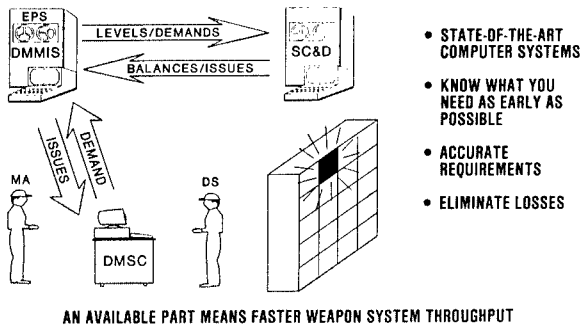 EPS
DMMIS
LEVELS/DEMANDS
SC&D
BALANCES/ISSUES
ISSUES
DEMAND
MA
DS
DMSC
• STATE-OF-THE-ART
COMPUTER SYSTEMS
• KNOW WHAT YOU
NEED AS EARLY AS
POSSIBLE
• ACCURATE
REQUIREMENTS
• ELIMINATE LOSSES
AN AVAILABLE PART MEANS FASTER WEAPON SYSTEM THROUGHPUT